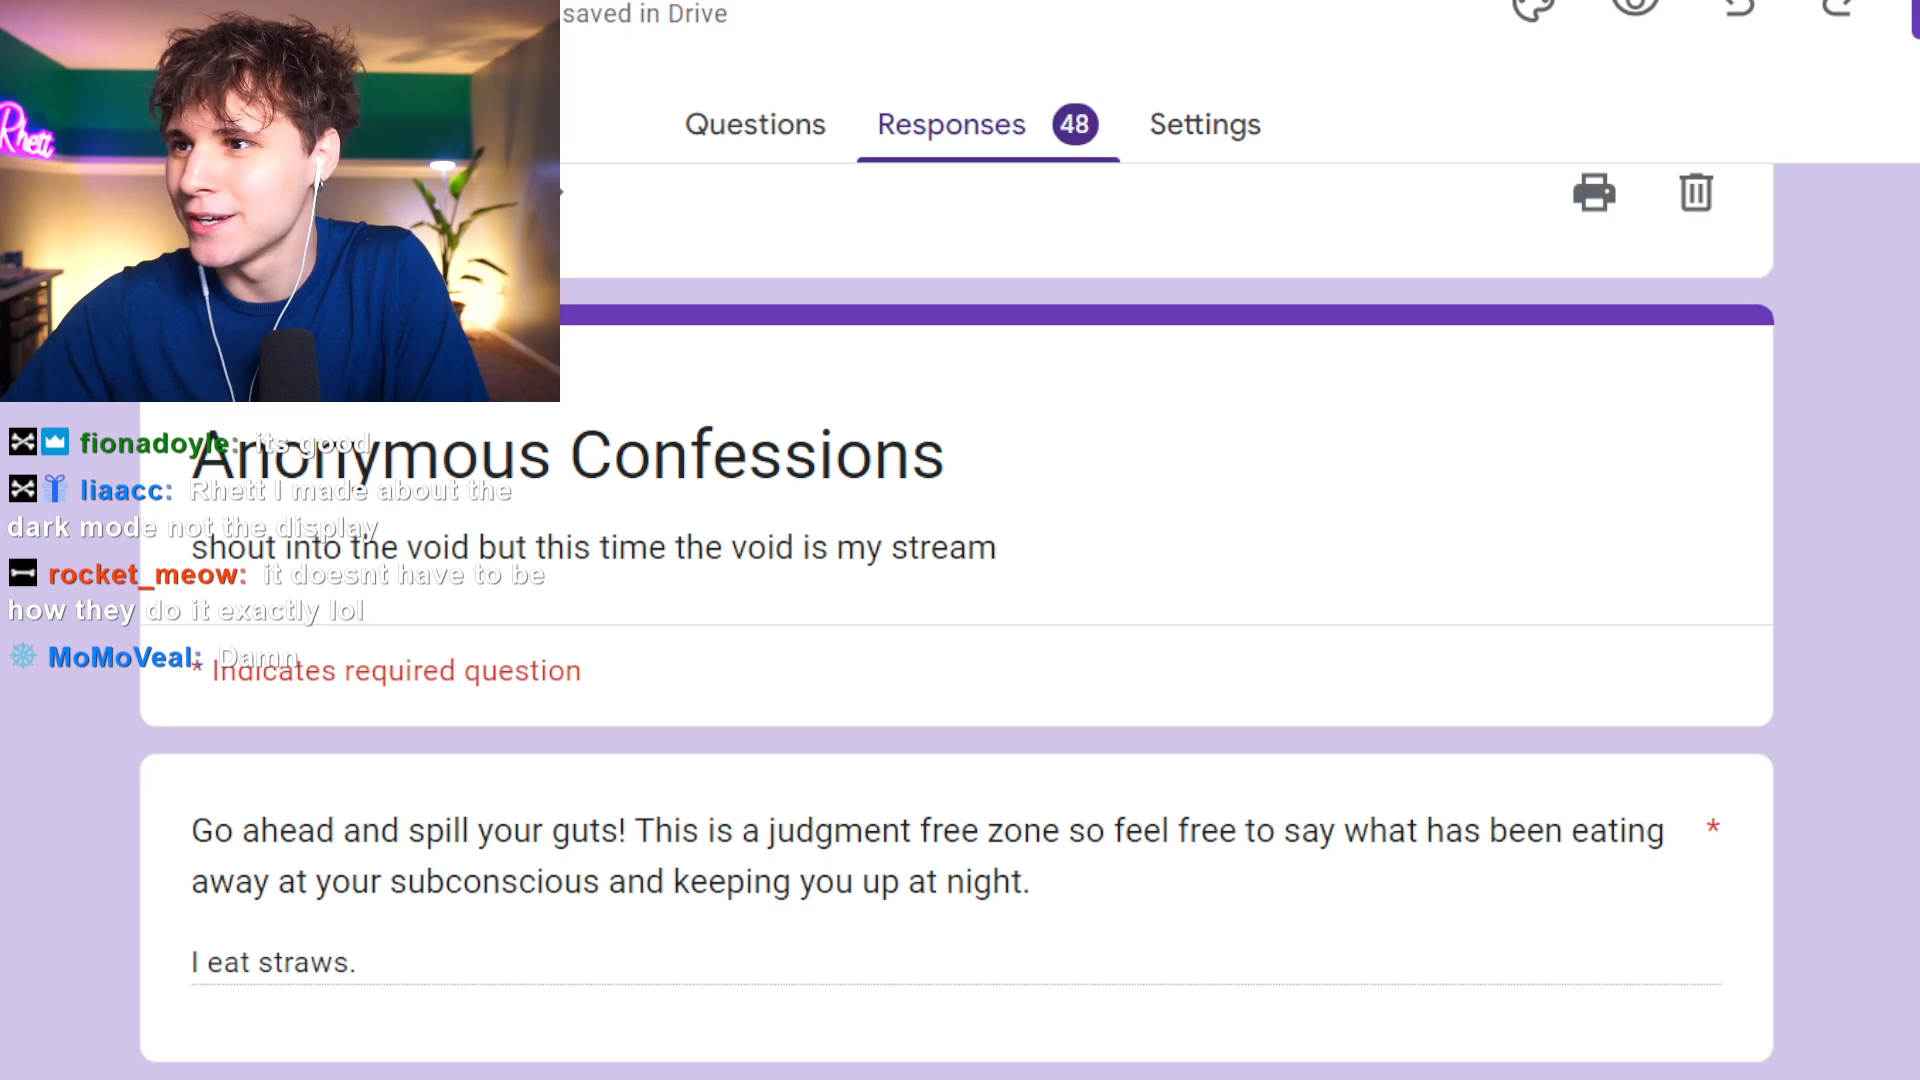 saved in Drive
Rhett
Questions
Responses 48
Settings
Anonymous Confessions
shout into the void but this time the void is my stream
* Indicates required question
fionadoyle: its good
liaacc: Rhett I made about the
dark mode not the display
rocket_meow: it doesnt have to be
how they do it exactly lol
MoMoVeal: Damn
Go ahead and spill your guts! This is a judgment free zone so feel free to say what has been eating *
away at your subconscious and keeping you up at night.
I eat straws.